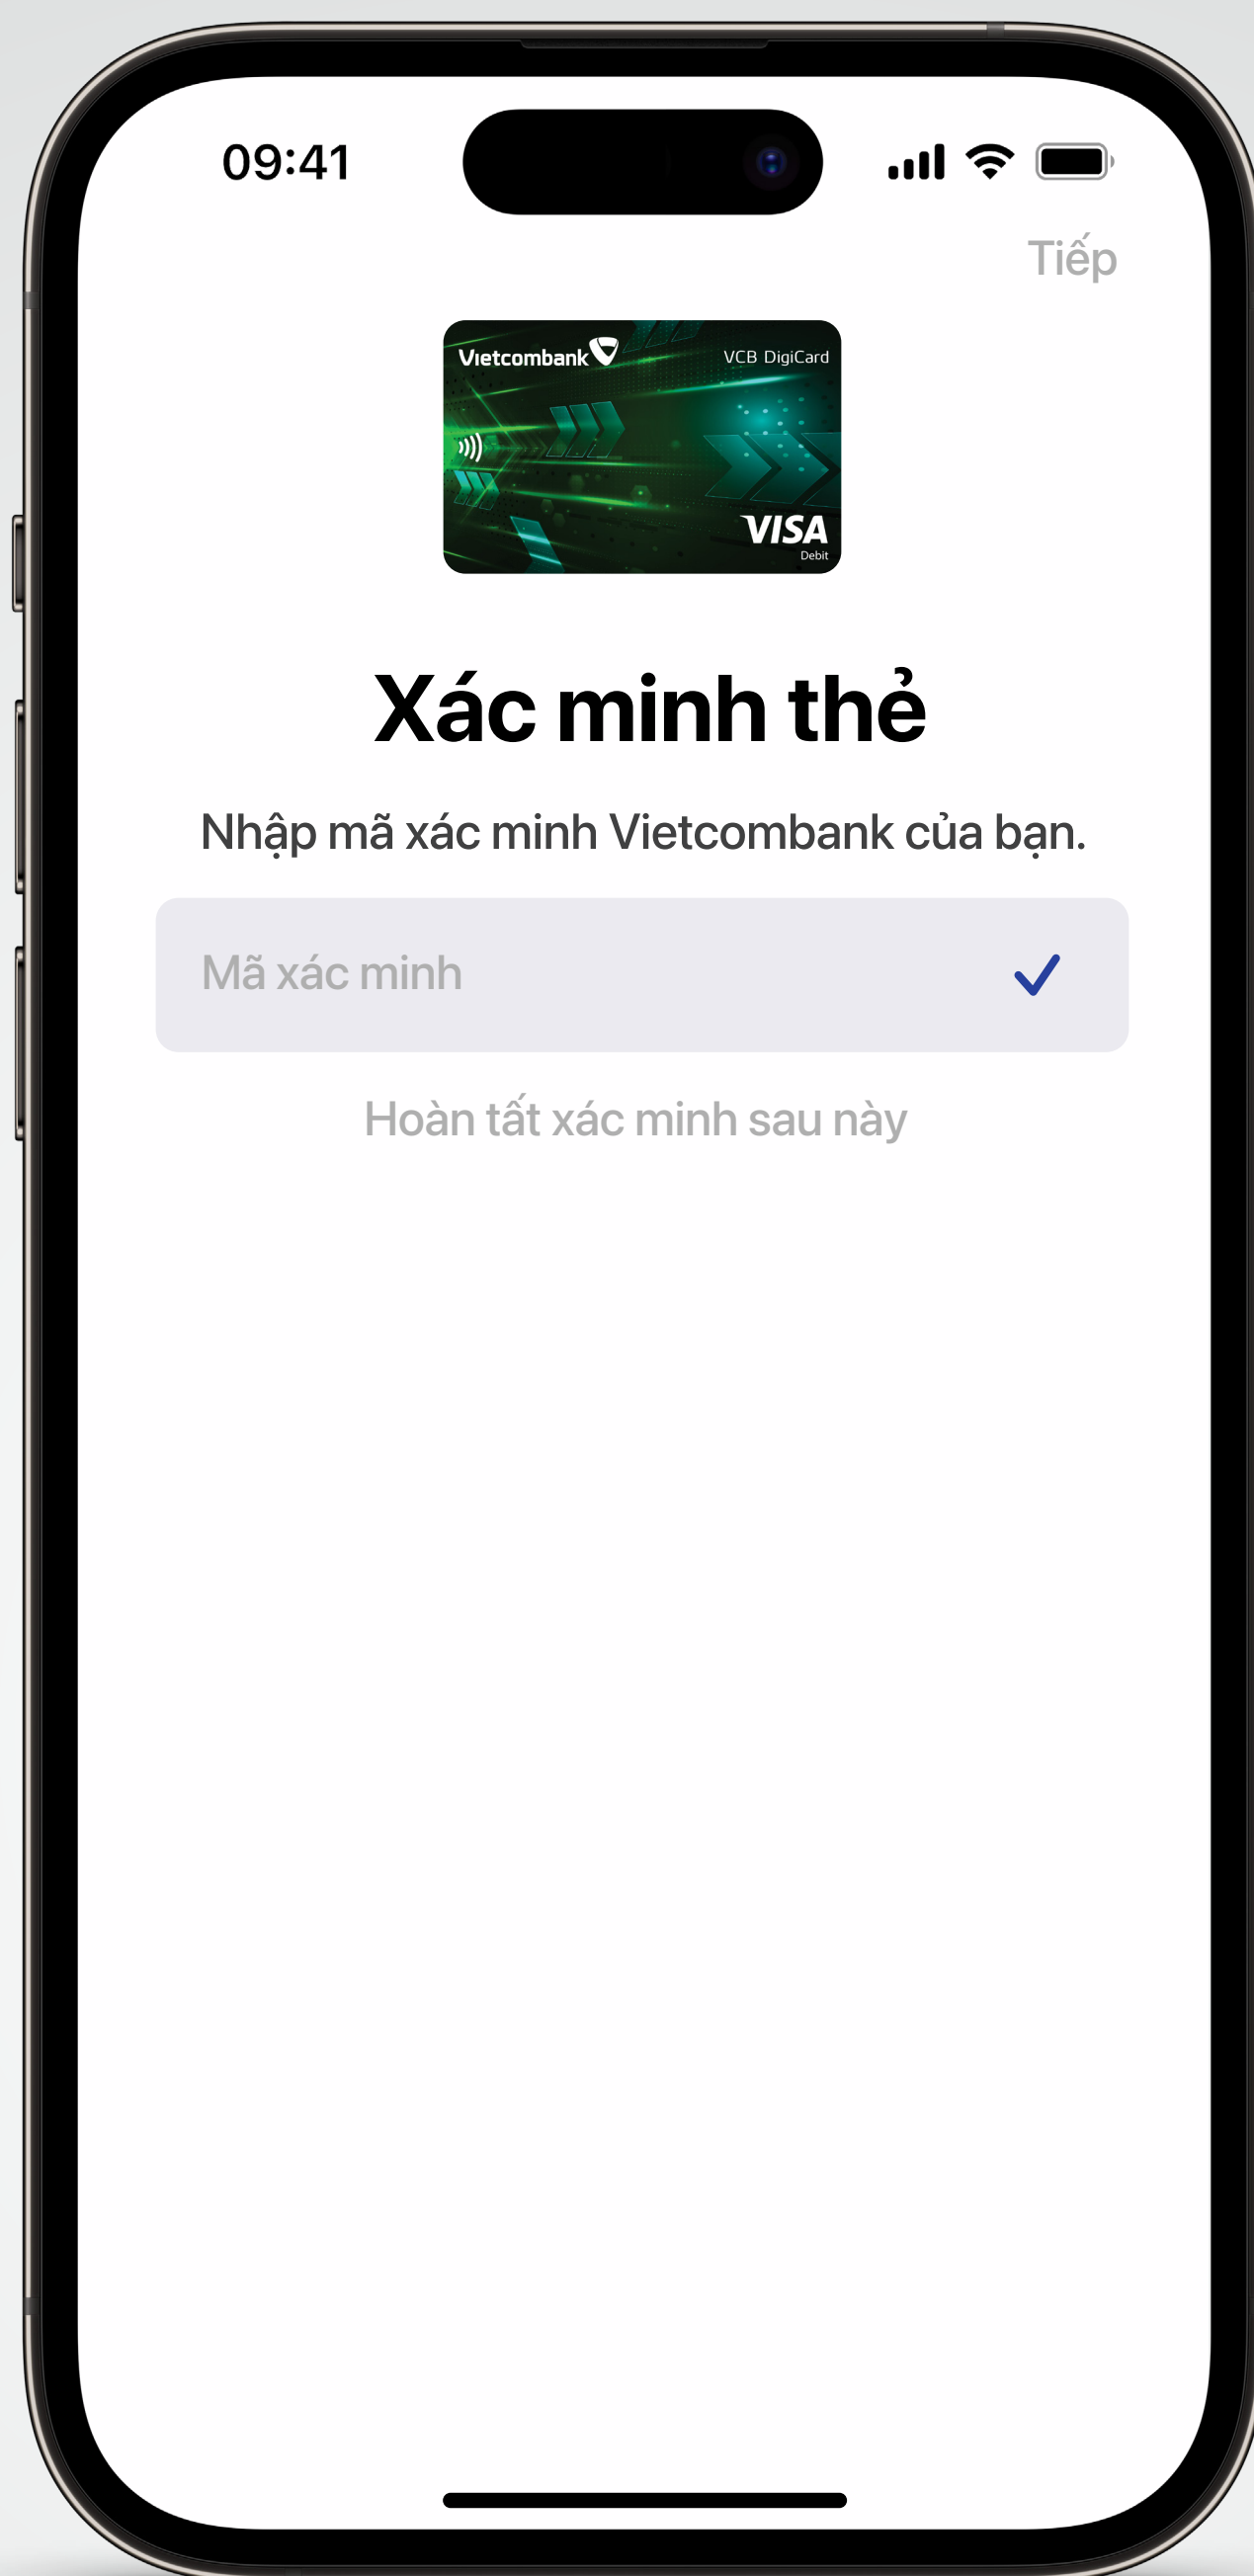 09:41
Tiếp
Vietcombank
VCB DigiCard
VISA
Debit
Xác minh thẻ
Nhập mã xác minh Vietcombank của bạn.
Mã xác minh
Hoàn tất xác minh sau này